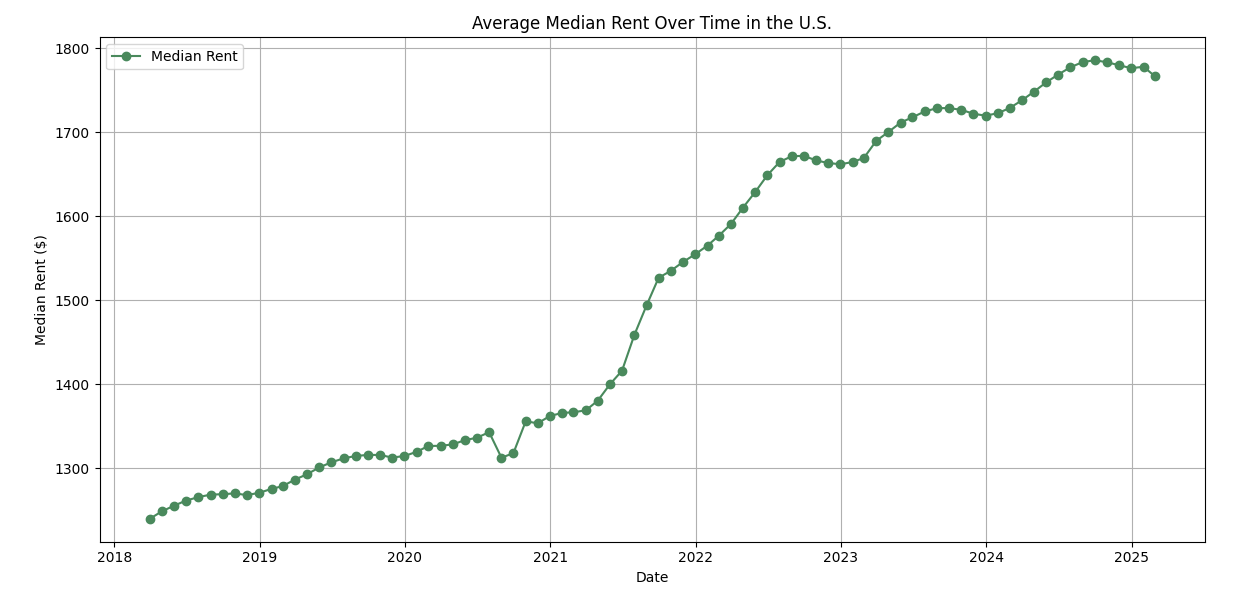 Average Median Rent Over Time in the U.S.
Median Rent
1800
1700
1600
1500
1400
1300
Median Rent ($)
2018 2019 2020 2021 2022 2023 2024 2025
Date